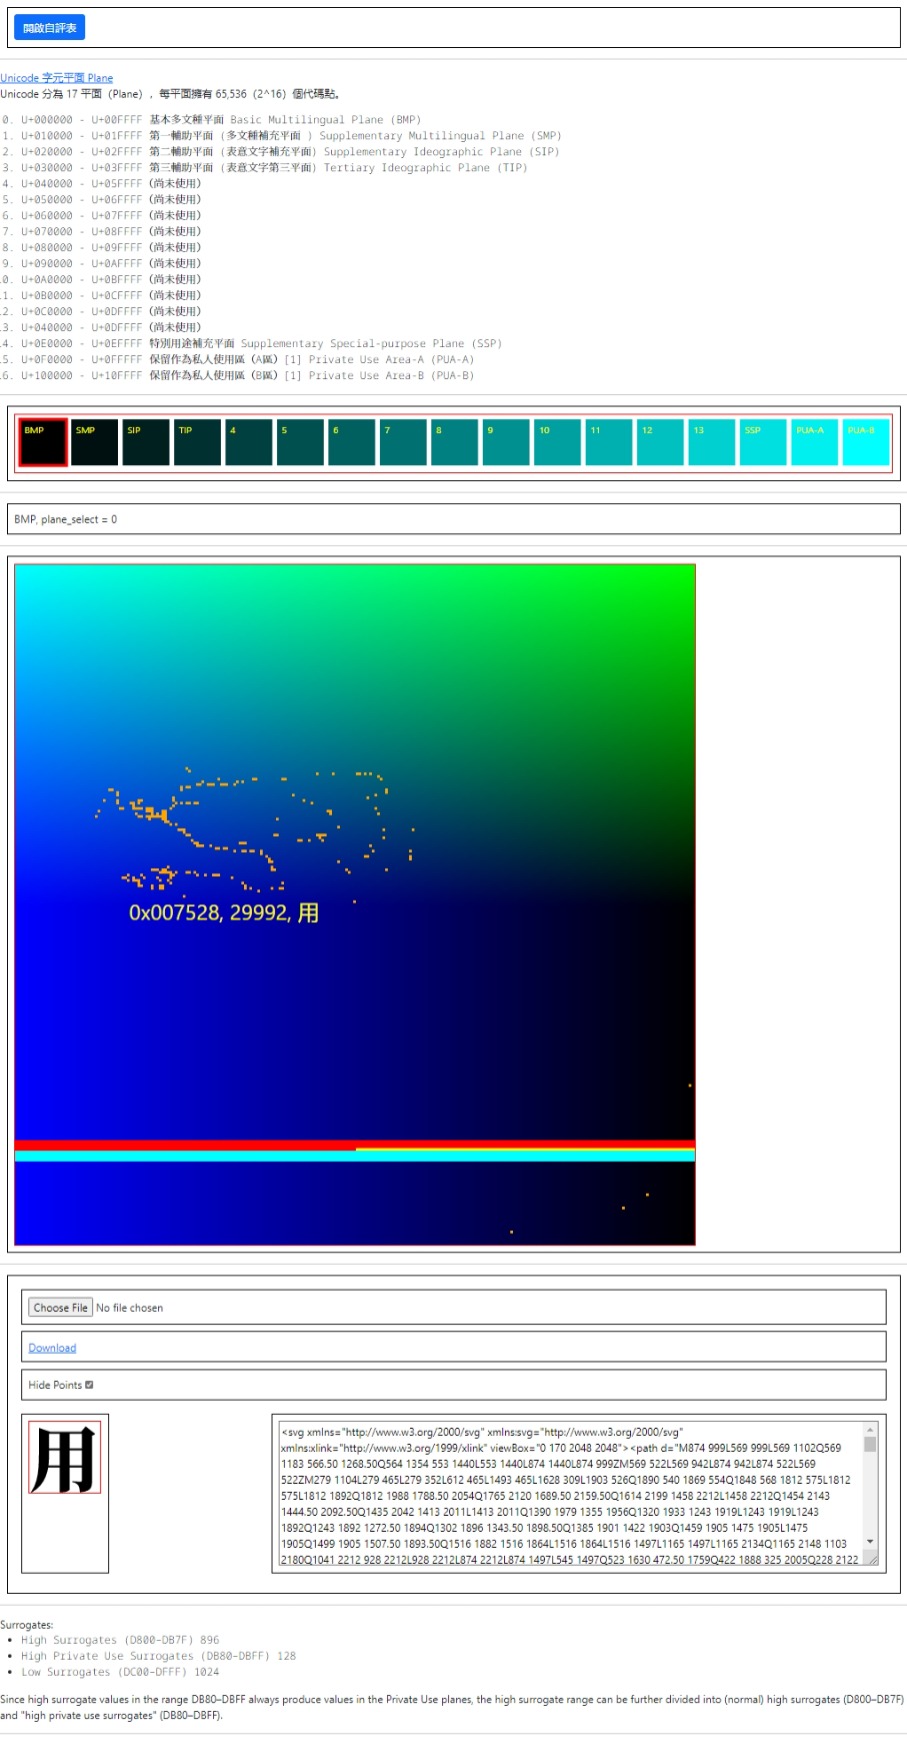 開啟自評表
Unicode 字元平面 Plane
Unicode 分為 17 平面（Plane），每平面擁有 65,536（2^16）個代碼點。
0. U+000000 - U+00FFFF 基本多文種平面 Basic Multilingual Plane (BMP)
1. U+010000 - U+01FFFF 第一輔助平面 (多文種補充平面 ) Supplementary Multilingual Plane (SMP)
2. U+020000 - U+02FFFF 第二輔助平面 (表意文字補充平面) Supplementary Ideographic Plane (SIP)
3. U+030000 - U+03FFFF 第三輔助平面 (表意文字第三平面) Tertiary Ideographic Plane (TIP)
4. U+040000 - U+05FFFF (尚未使用)
5. U+050000 - U+06FFFF (尚未使用)
6. U+060000 - U+07FFFF (尚未使用)
7. U+070000 - U+08FFFF (尚未使用)
8. U+080000 - U+09FFFF (尚未使用)
9. U+090000 - U+0AFFFF (尚未使用)
0. U+0A0000 - U+0BFFFF (尚未使用)
1. U+0B0000 - U+0CFFFF (尚未使用)
2. U+0C0000 - U+0DFFFF (尚未使用)
3. U+040000 - U+0DFFFF (尚未使用)
4. U+0E0000 - U+0EFFFF 特別用途補充平面 Supplementary Special-purpose Plane (SSP)
5. U+0F0000 - U+0FFFFF 保留作為私人使用區（A區）[1] Private Use Area-A (PUA-A)
6. U+100000 - U+10FFFF 保留作為私人使用區（B區）[1] Private Use Area-B (PUA-B)
BMP SMP SIP TIP 4 5 6 7 8 9 10 11 12 13 SSP PUA-A PUA-B
BMP, plane_select = 0
0x007528, 29992, 用
Choose File No file chosen
Download
Hide Points
用
<svg xmlns="http://www.w3.org/2000/svg" xmlns:svg="http://www.w3.org/2000/svg"
xmlns:xlink="http://www.w3.org/1999/xlink" viewBox="0 170 2048 2048"><path d="M874 999L569 999L569 1102Q569
1183 566.50 1268.50Q564 1354 553 1440L553 1440L874 1440L874 999ZM569 522L569 942L874 942L874 522L569
522ZM279 1104L279 465L279 352L612 465L1493 465L1628 309L1903 526Q1890 540 1869 554Q1848 568 1812 575L1812
575L1812 1892Q1812 1988 1788.50 2054Q1765 2120 1689.50 2159.50Q1614 2199 1458 2212L1458 2212Q1454 2143
1444.50 2092.50Q1435 2042 1413 2011L1413 2011Q1390 1979 1355 1956Q1320 1933 1243 1919L1243 1919L1243
1892Q1243 1892 1272.50 1894Q1302 1896 1343.50 1898.50Q1385 1901 1422 1903Q1459 1905 1475 1905L1475
1905Q1499 1905 1507.50 1893.50Q1516 1882 1516 1864L1516 1864L1516 1497L1165 1497L1165 2134Q1165 2148 1103
2180Q1041 2212 928 2212L928 2212L874 2212L874 1497L545 1497Q523 1630 472.50 1759Q422 1888 325 2005Q228 2122
Surrogates:
• High Surrogates (D800–DB7F) 896
• High Private Use Surrogates (DB80–DBFF) 128
• Low Surrogates (DC00–DFFF) 1024
Since high surrogate values in the range DB80–DBFF always produce values in the Private Use planes, the high surrogate range can be further divided into (normal) high surrogates (D800–DB7F)
and "high private use surrogates" (DB80–DBFF).